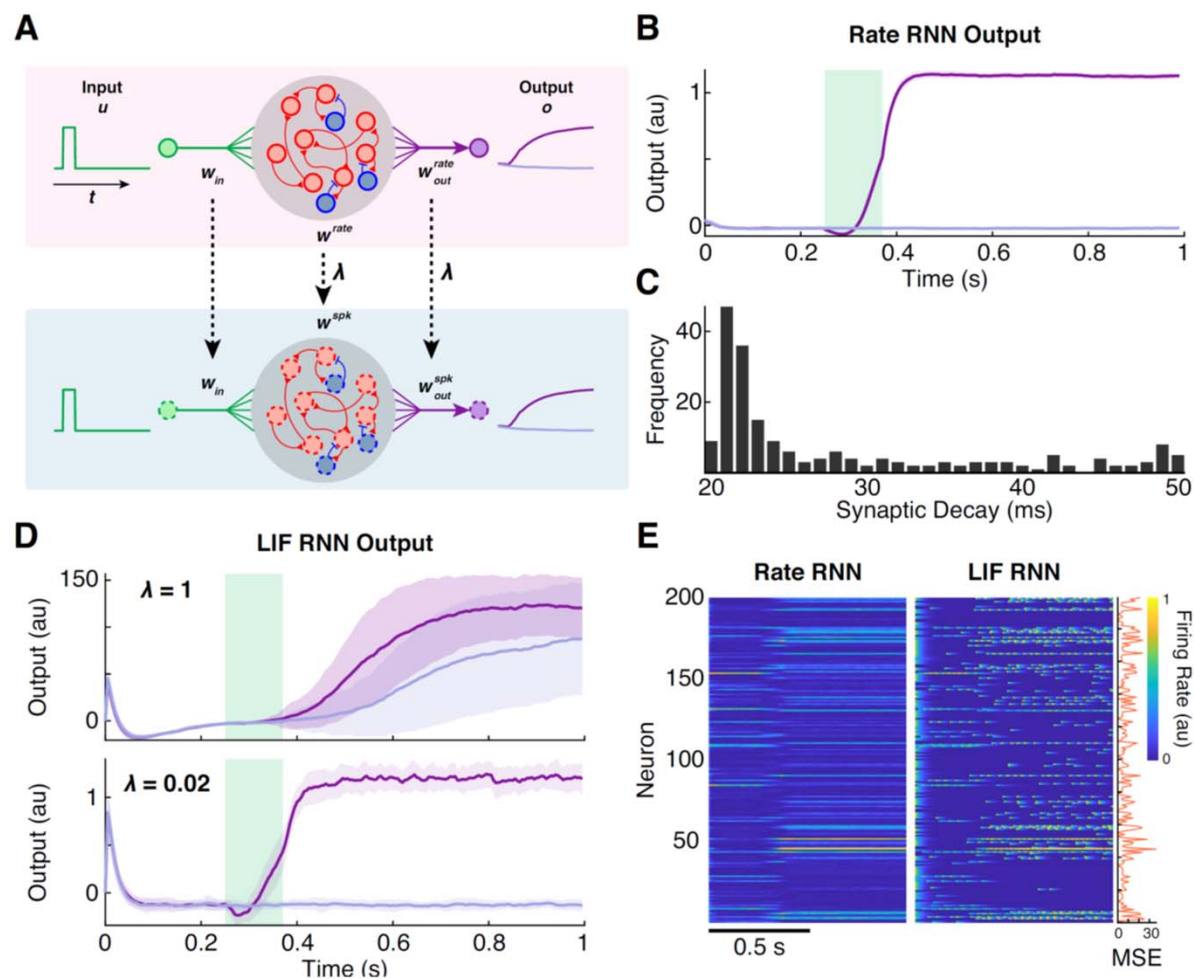 A
Input
u
Output
o
t
w_in
w^rate
w^rate_out
λ
λ
w^spk
w_in
w^spk_out
B
Rate RNN Output
Output (au)
1
0
0
0.2
0.4
0.6
0.8
1
Time (s)
C
Frequency
40
20
20
30
40
50
Synaptic Decay (ms)
D
LIF RNN Output
Output (au)
150
0
λ = 1
Output (au)
1
0
λ = 0.02
0
0.2
0.4
0.6
0.8
1
Time (s)
E
Rate RNN
LIF RNN
Neuron
200
150
100
50
0.5 s
0
30
MSE
1
0
Firing Rate (au)